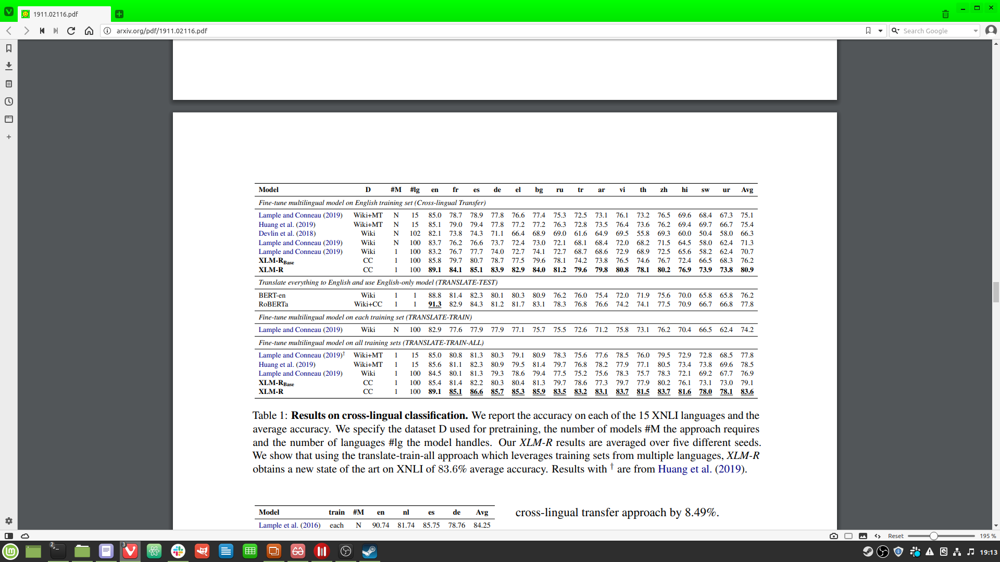 1911.02116.pdf
arxiv.org/pdf/1911.02116.pdf
Search Google
Model D #M #lg en fr es de el bg ru tr ar vi th zh hi sw ur Avg
Fine-tune multilingual model on English training set (Cross-lingual Transfer)
Lample and Conneau (2019) Wiki+MT N 15 85.0 78.7 78.9 77.8 76.6 77.4 75.3 72.5 73.1 76.1 73.2 76.5 69.6 68.4 67.3 75.1
Huang et al. (2019) Wiki+MT N 15 85.1 79.0 79.4 77.8 77.2 77.2 76.3 72.8 73.5 76.4 73.6 76.2 69.4 69.7 66.7 75.4
Devlin et al. (2018) Wiki N 102 82.1 73.8 74.3 71.1 66.4 68.9 69.0 61.6 64.9 69.5 55.8 69.3 60.0 50.4 58.0 66.3
Lample and Conneau (2019) Wiki N 100 83.7 76.2 76.6 73.7 72.4 73.0 72.1 68.1 68.4 72.0 68.2 71.5 64.5 58.0 62.4 71.3
Lample and Conneau (2019) Wiki 1 100 83.2 76.7 77.7 74.0 72.7 74.1 72.7 68.7 68.6 72.9 68.9 72.5 65.6 58.2 62.4 70.7
XLM-RBase CC 1 100 85.8 79.7 80.7 78.7 77.5 79.6 78.1 74.2 73.8 76.5 74.6 76.7 72.4 66.5 68.3 76.2
XLM-R CC 1 100 89.1 84.1 85.1 83.9 82.9 84.0 81.2 79.6 79.8 80.8 78.1 80.2 76.9 73.9 73.8 80.9
Translate everything to English and use English-only model (TRANSLATE-TEST)
BERT-en Wiki 1 1 88.8 81.4 82.3 80.1 80.3 80.9 76.2 76.0 75.4 72.0 71.9 75.6 70.0 65.8 65.8 76.2
RoBERTa Wiki+CC 1 1 91.3 82.9 84.3 81.2 81.7 83.1 78.3 76.8 76.6 74.2 74.1 77.5 70.9 66.7 66.8 77.8
Fine-tune multilingual model on each training set (TRANSLATE-TRAIN)
Lample and Conneau (2019) Wiki N 100 82.9 77.6 77.9 77.9 77.1 75.7 75.5 72.6 71.2 75.8 73.1 76.2 70.4 66.5 62.4 74.2
Fine-tune multilingual model on all training sets (TRANSLATE-TRAIN-ALL)
Lample and Conneau (2019)† Wiki+MT 1 15 85.0 80.8 81.3 80.3 79.1 80.9 78.3 75.6 77.6 78.5 76.0 79.5 72.9 72.8 68.5 77.8
Huang et al. (2019) Wiki+MT 1 15 85.6 81.1 82.3 80.9 79.5 81.4 79.7 76.8 78.2 77.9 77.1 80.5 73.4 73.8 69.6 78.5
Lample and Conneau (2019) Wiki 1 100 84.5 80.1 81.3 79.3 78.6 79.4 77.5 75.2 75.6 78.3 75.7 78.3 72.1 69.2 67.7 76.9
XLM-RBase CC 1 100 85.4 81.4 82.2 80.3 80.4 81.3 79.7 78.6 77.3 79.7 77.9 80.2 76.1 73.1 73.0 79.1
XLM-R CC 1 100 89.1 85.1 86.6 85.7 85.3 85.9 83.5 83.2 83.1 83.7 81.5 83.7 81.6 78.0 78.1 83.6
Table 1: Results on cross-lingual classification. We report the accuracy on each of the 15 XNLI languages and the
average accuracy. We specify the dataset D used for pretraining, the number of models #M the approach requires
and the number of languages #lg the model handles. Our XLM-R results are averaged over five different seeds.
We show that using the translate-train-all approach which leverages training sets from multiple languages, XLM-R
obtains a new state of the art on XNLI of 83.6% average accuracy. Results with † are from Huang et al. (2019).
Model train #M en nl es de Avg
Lample et al. (2016) each N 90.74 81.74 85.75 78.76 84.25
cross-lingual transfer approach by 8.49%.
Reset 195 %
2
3
19:13